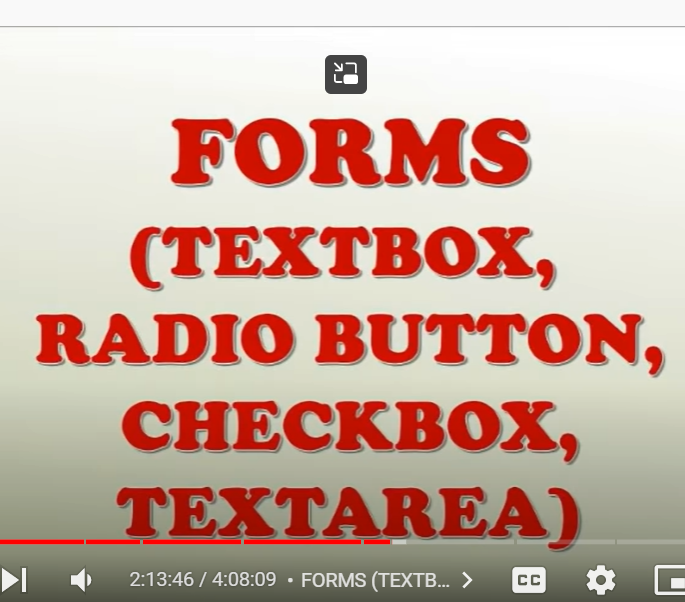 FORMS
(TEXTBOX,
RADIO BUTTON,
CHECKBOX,
TEXTAREA)
2:13:46 / 4:08:09 • FORMS (TEXTB...
CC